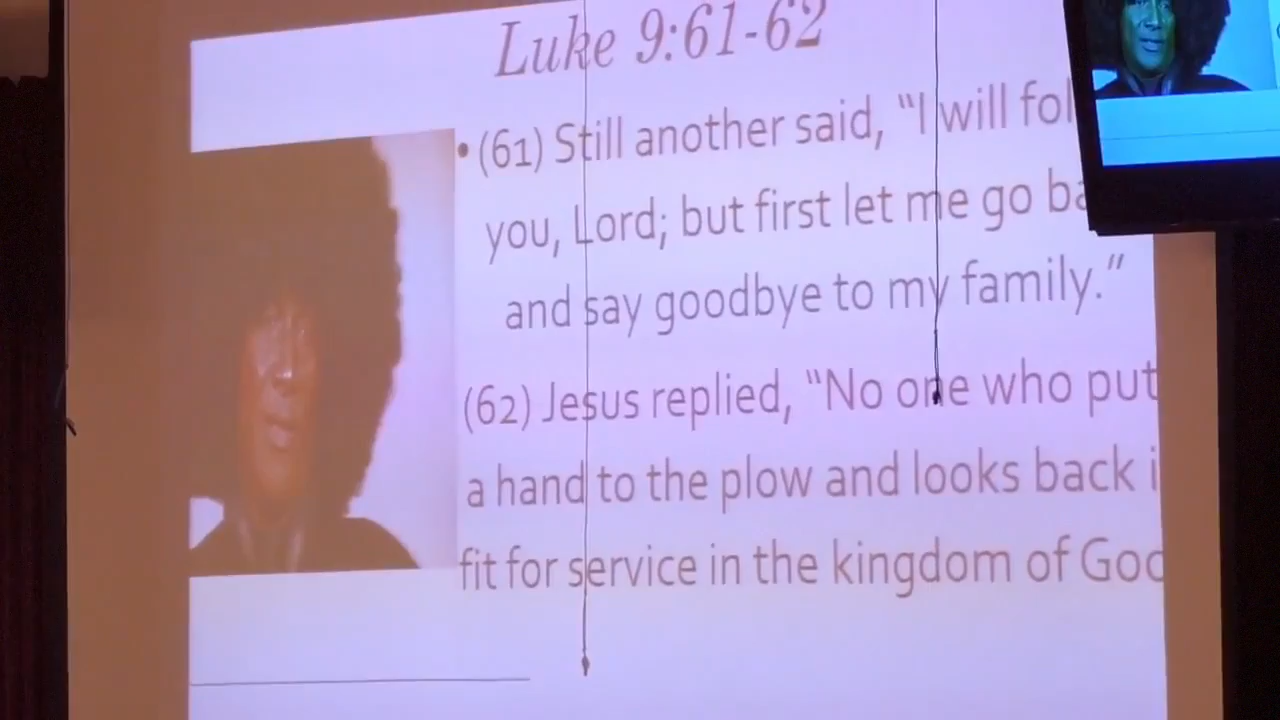 Luke 9:61-62
• (61) Still another said, “I will fol
you, Lord; but first let me go ba
and say goodbye to my family.”
(62) Jesus replied, “No one who put
a hand to the plow and looks back i
fit for service in the kingdom of God